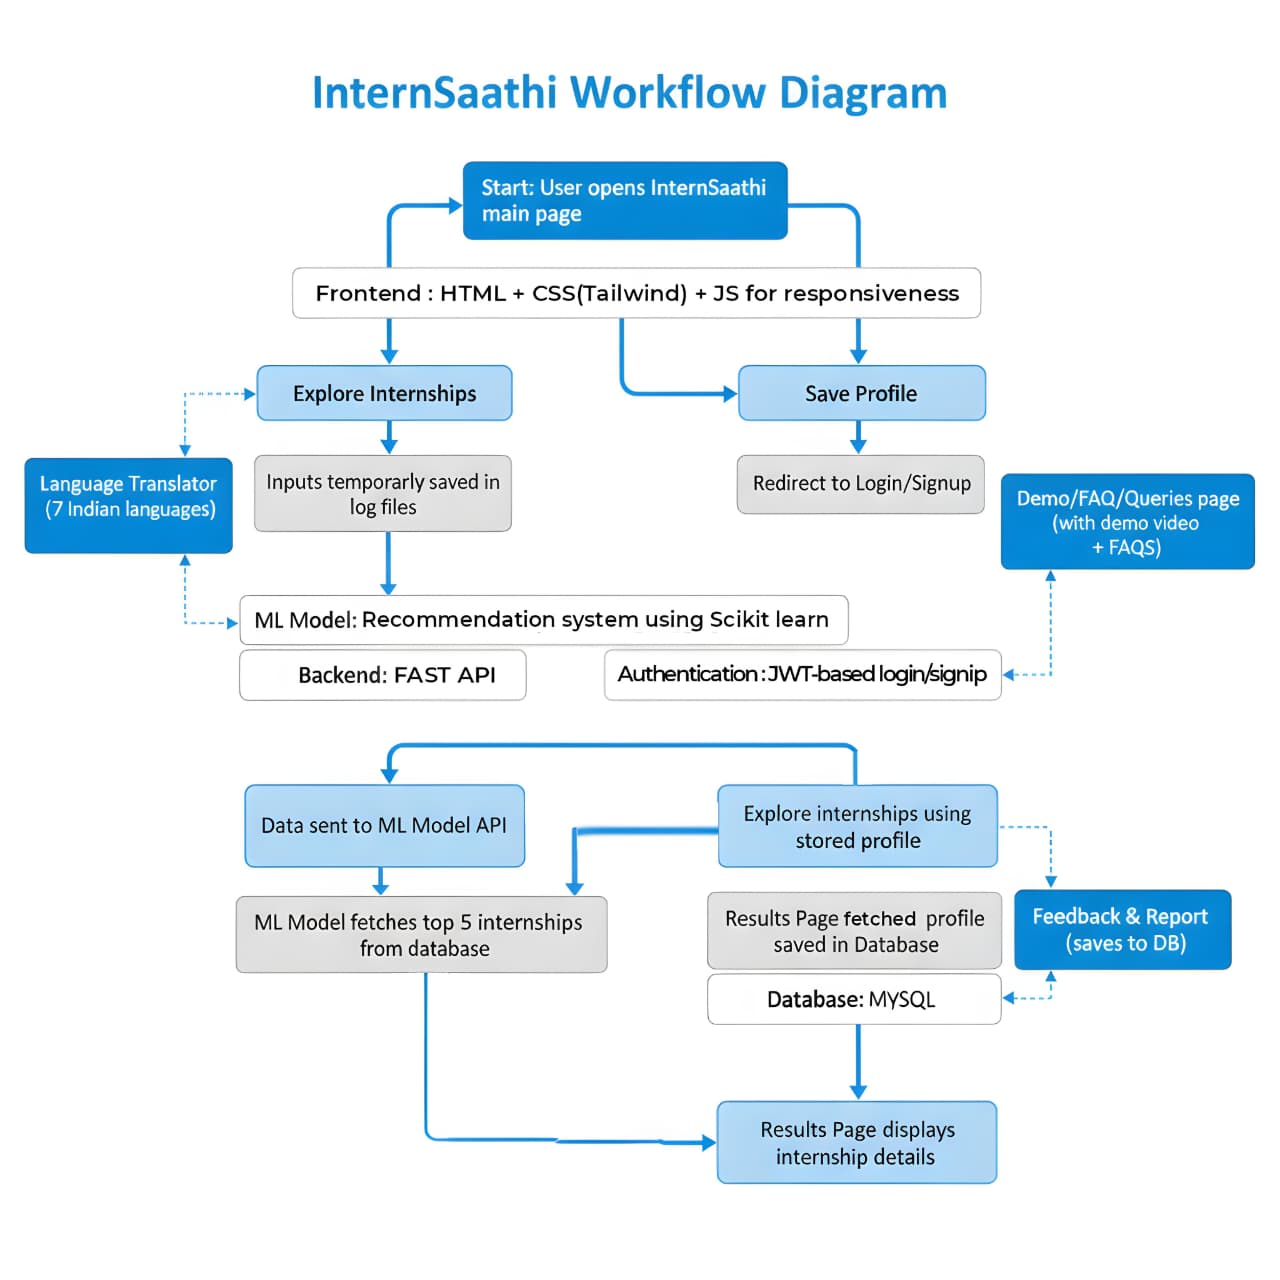 InternSaathi Workflow Diagram
Start: User opens InternSaathi
main page
Frontend : HTML + CSS(Tailwind) + JS for responsiveness
Explore Internships
Save Profile
Language Translator
(7 Indian languages)
Inputs temporarly saved in
log files
Redirect to Login/Signup
Demo/FAQ/Queries page
(with demo video
+ FAQS)
ML Model: Recommendation system using Scikit learn
Backend: FAST API
Authentication : JWT-based login/signip
Data sent to ML Model API
Explore internships using
stored profile
ML Model fetches top 5 internships
from database
Results Page fetched profile
saved in Database
Feedback & Report
(saves to DB)
Database: MySQL
Results Page displays
internship details